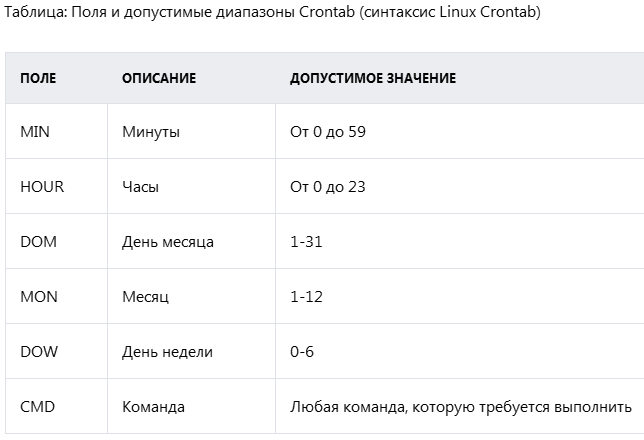 Таблица: Поля и допустимые диапазоны Crontab (синтаксис Linux Crontab)
ПОЛЕ ОПИСАНИЕ ДОПУСТИМОЕ ЗНАЧЕНИЕ
MIN Минуты От 0 до 59
HOUR Часы От 0 до 23
DOM День месяца 1-31
MON Месяц 1-12
DOW День недели 0-6
CMD Команда Любая команда, которую требуется выполнить